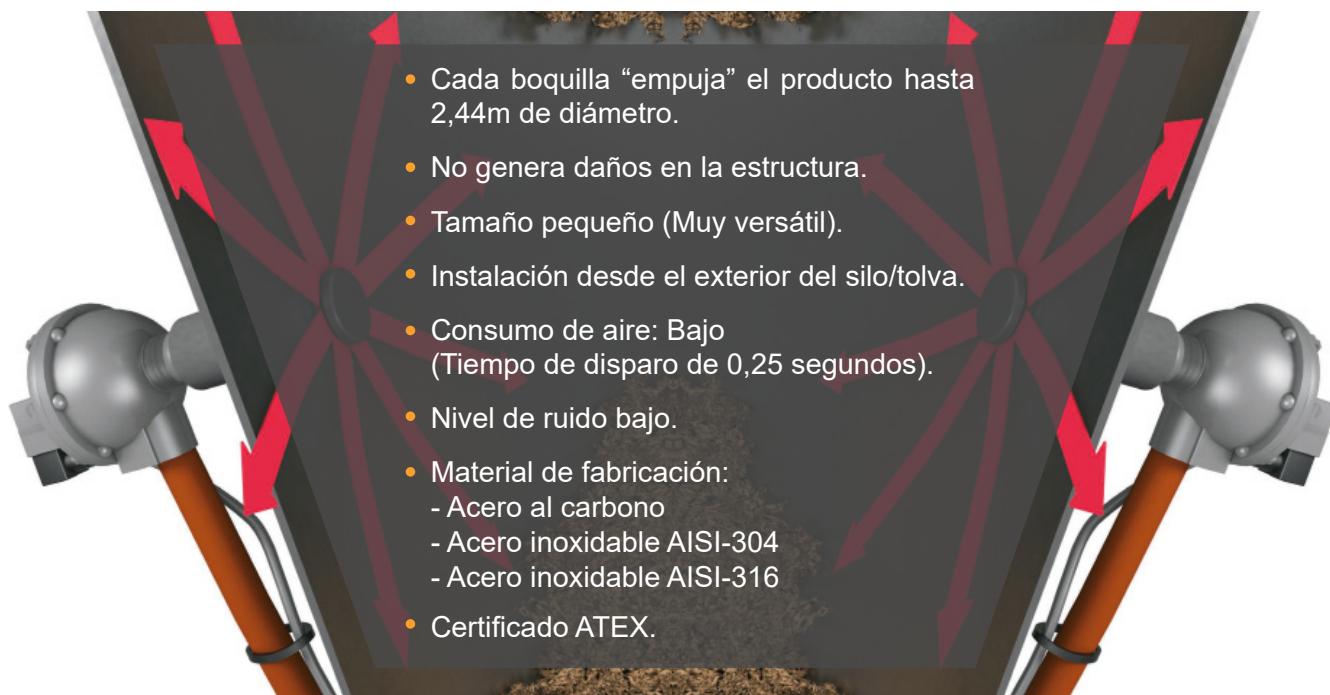 • Cada boquilla “empuja” el producto hasta
2,44m de diámetro.
• No genera daños en la estructura.
• Tamaño pequeño (Muy versátil).
• Instalación desde el exterior del silo/tolva.
• Consumo de aire: Bajo
(Tiempo de disparo de 0,25 segundos).
• Nivel de ruido bajo.
• Material de fabricación:
- Acero al carbono
- Acero inoxidable AISI-304
- Acero inoxidable AISI-316
• Certificado ATEX.